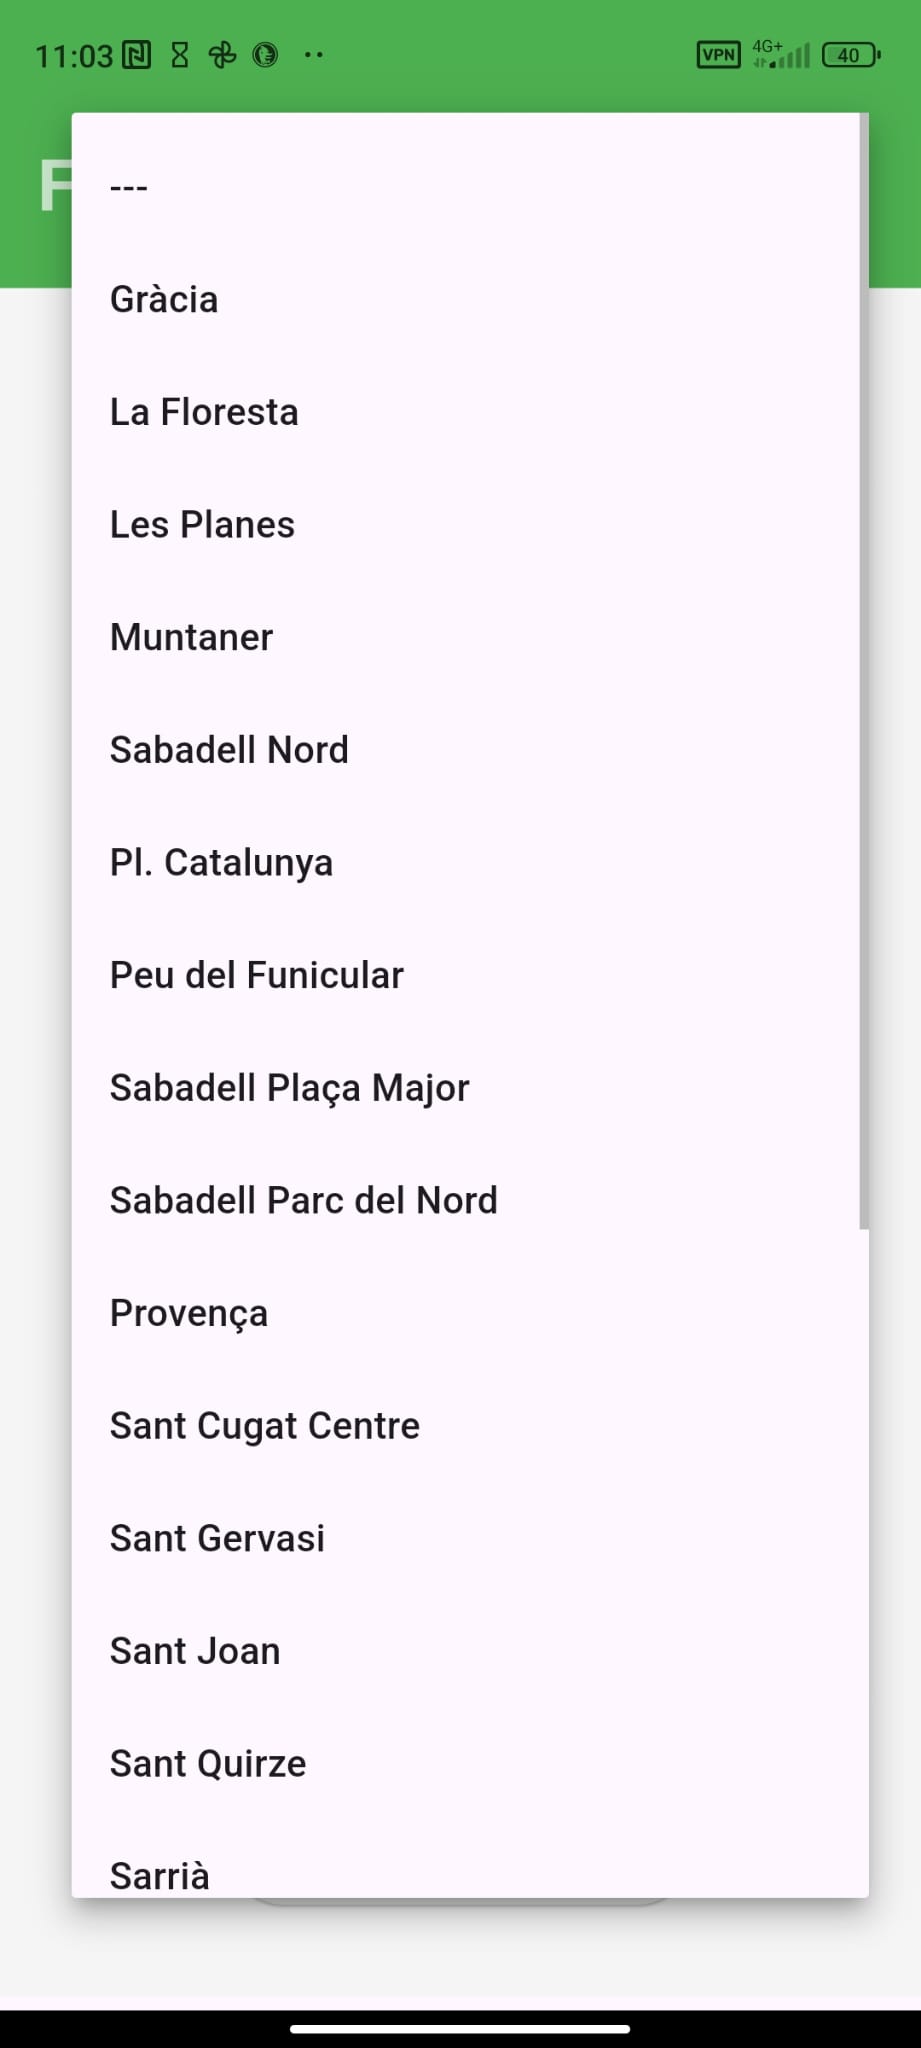 11:03
VPN
4G+
40
F
---
Gràcia
La Floresta
Les Planes
Muntaner
Sabadell Nord
Pl. Catalunya
Peu del Funicular
Sabadell Plaça Major
Sabadell Parc del Nord
Provença
Sant Cugat Centre
Sant Gervasi
Sant Joan
Sant Quirze
Sarrià